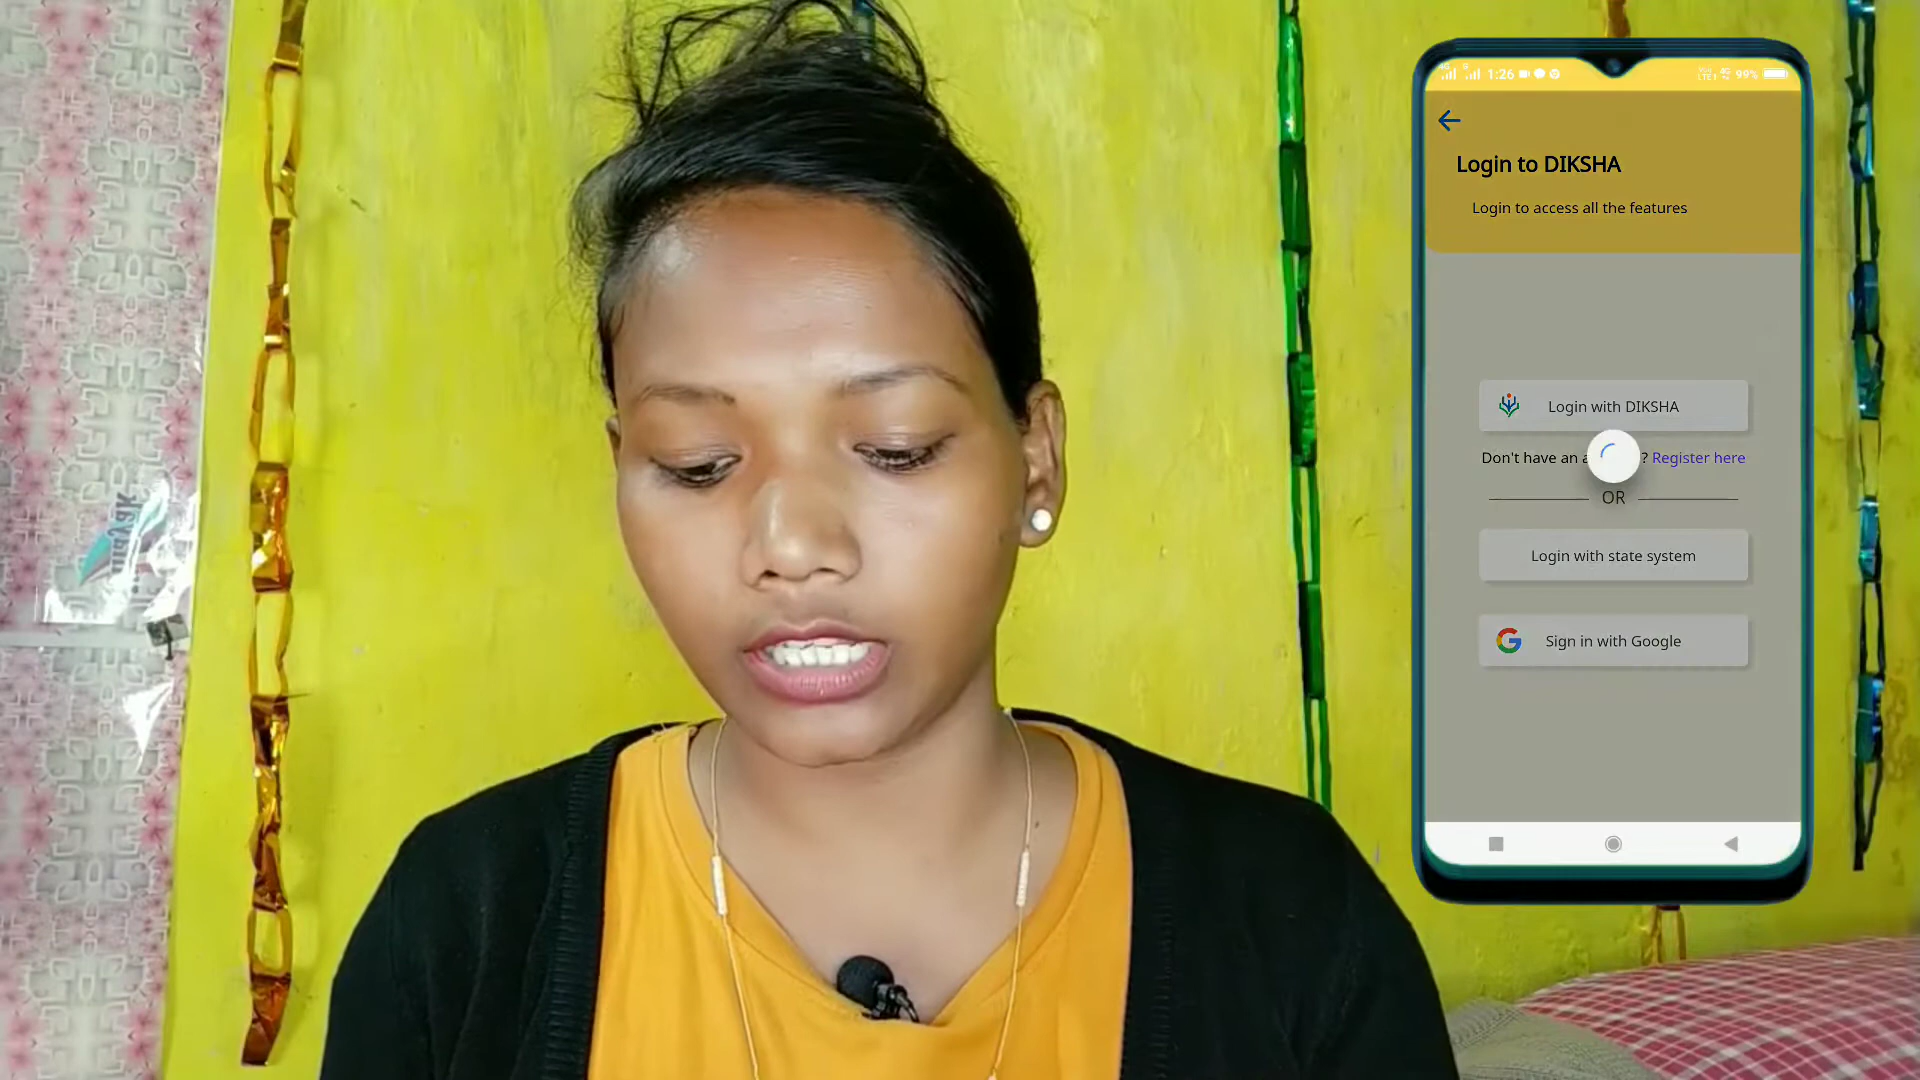 1:26
99%
Login to DIKSHA
Login to access all the features
Login with DIKSHA
Don't have an a ? Register here
OR
Login with state system
Sign in with Google